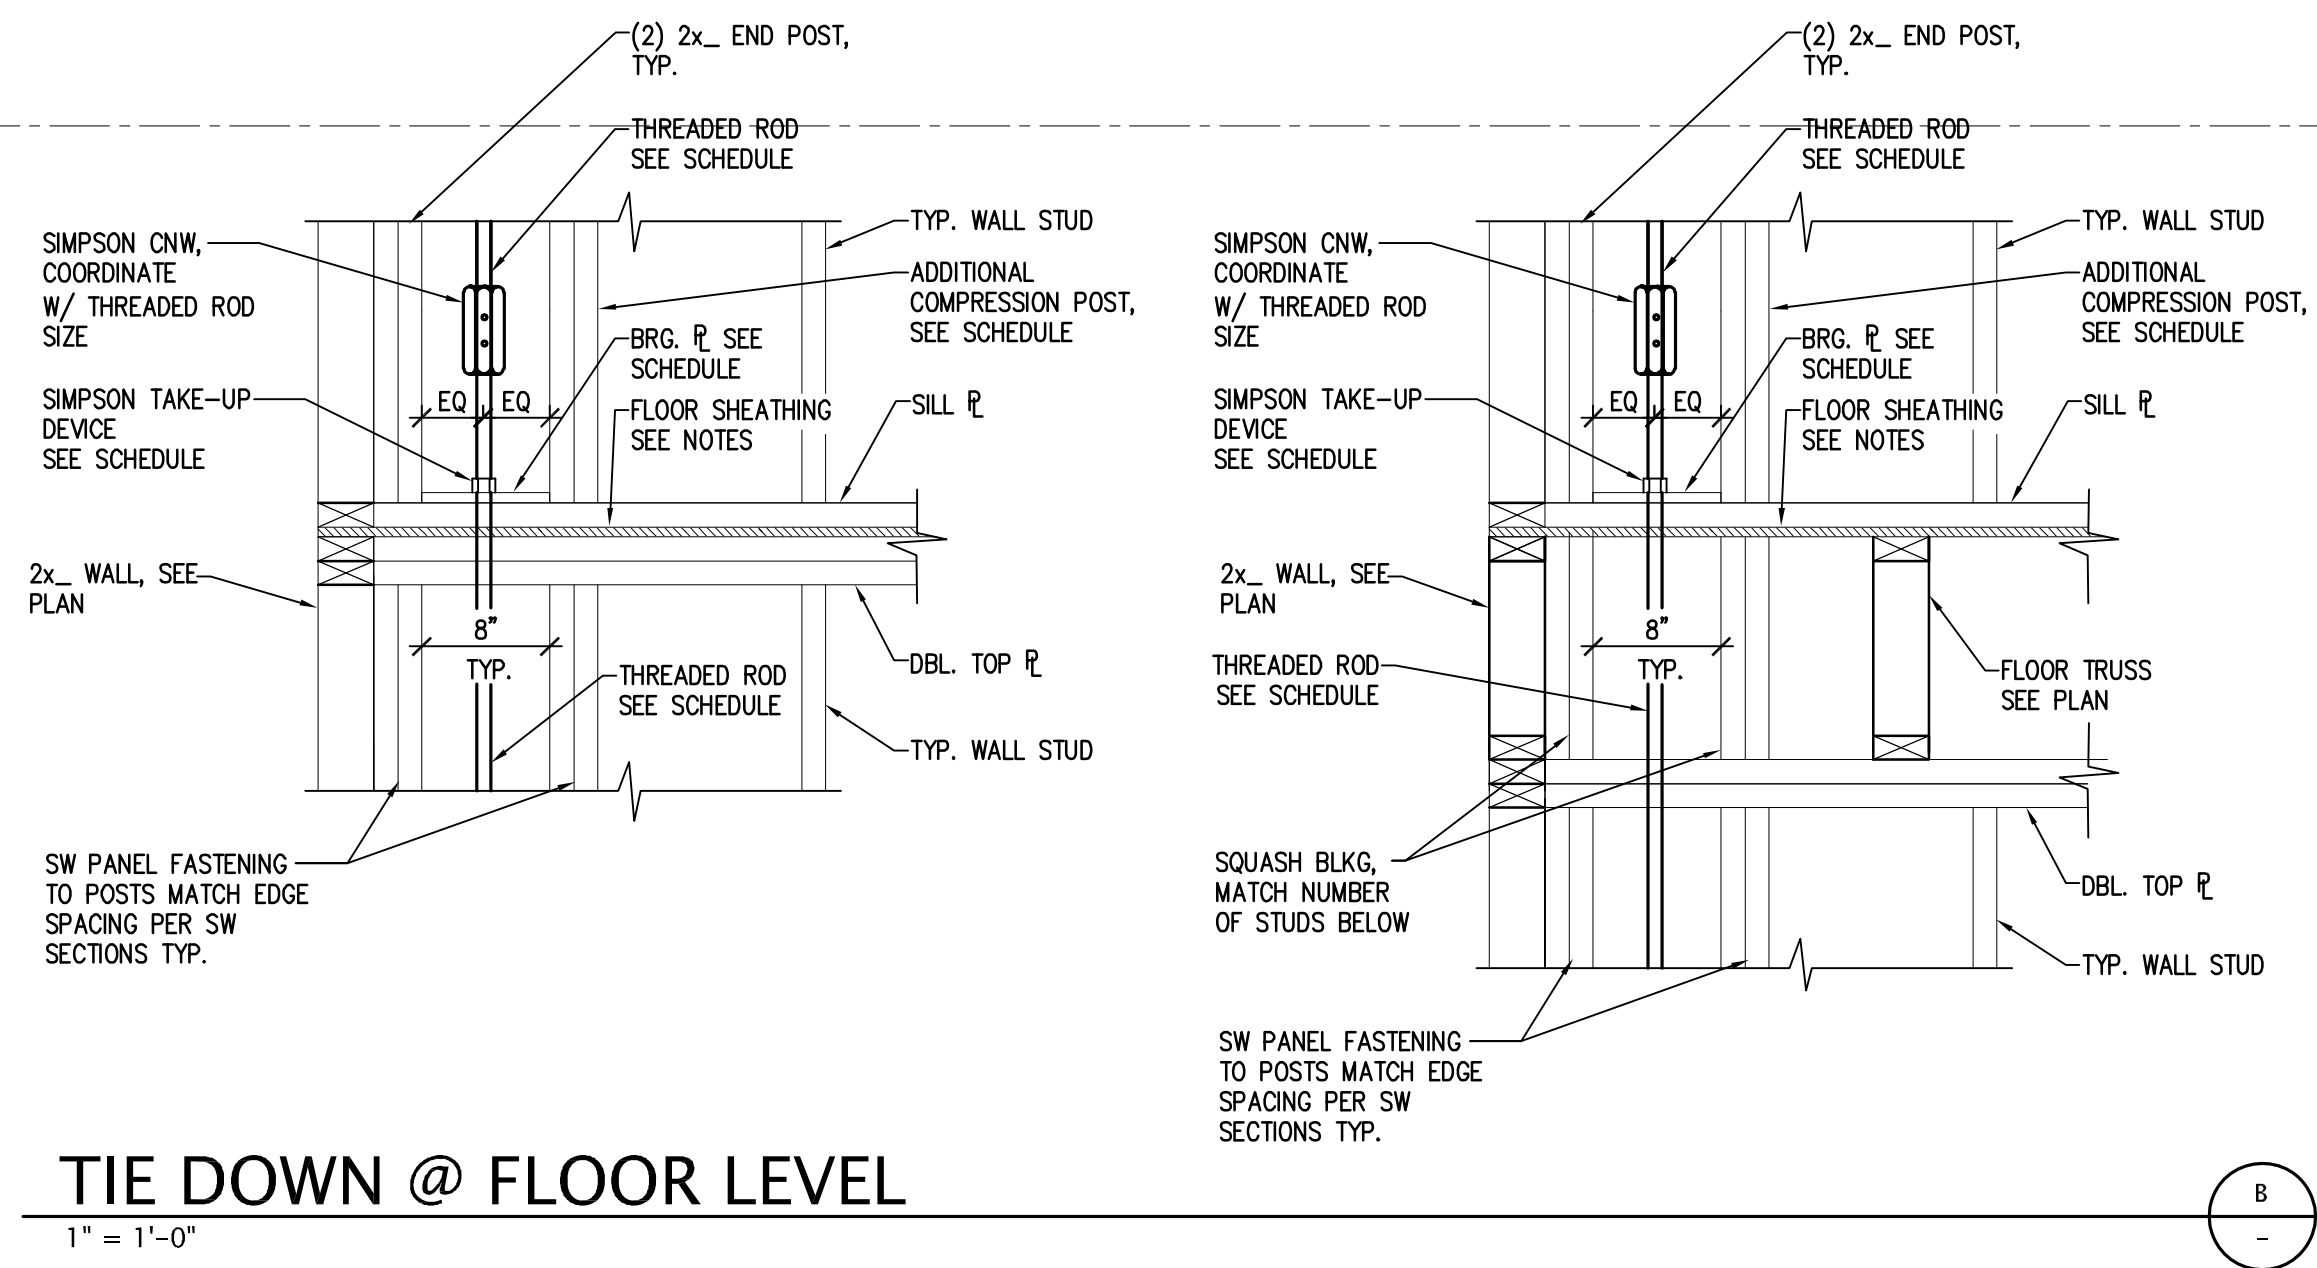 (2) 2x_ END POST,
TYP.
THREADED ROD
SEE SCHEDULE
TYP. WALL STUD
SIMPSON CNW,
COORDINATE
W/ THREADED ROD
SIZE
ADDITIONAL
COMPRESSION POST,
SEE SCHEDULE
BRG. ⅊ SEE
SCHEDULE
EQ EQ
SIMPSON TAKE-UP
DEVICE
SEE SCHEDULE
FLOOR SHEATHING
SEE NOTES
SILL ⅊
2x_ WALL, SEE
PLAN
8"
TYP.
DBL. TOP ⅊
THREADED ROD
SEE SCHEDULE
TYP. WALL STUD
SW PANEL FASTENING
TO POSTS MATCH EDGE
SPACING PER SW
SECTIONS TYP.
(2) 2x_ END POST,
TYP.
THREADED ROD
SEE SCHEDULE
TYP. WALL STUD
SIMPSON CNW,
COORDINATE
W/ THREADED ROD
SIZE
ADDITIONAL
COMPRESSION POST,
SEE SCHEDULE
BRG. ⅊ SEE
SCHEDULE
EQ EQ
SIMPSON TAKE-UP
DEVICE
SEE SCHEDULE
FLOOR SHEATHING
SEE NOTES
SILL ⅊
2x_ WALL, SEE
PLAN
8"
TYP.
THREADED ROD
SEE SCHEDULE
FLOOR TRUSS
SEE PLAN
SQUASH BLKG,
MATCH NUMBER
OF STUDS BELOW
DBL. TOP ⅊
TYP. WALL STUD
SW PANEL FASTENING
TO POSTS MATCH EDGE
SPACING PER SW
SECTIONS TYP.
TIE DOWN @ FLOOR LEVEL
1" = 1'-0"
B
-